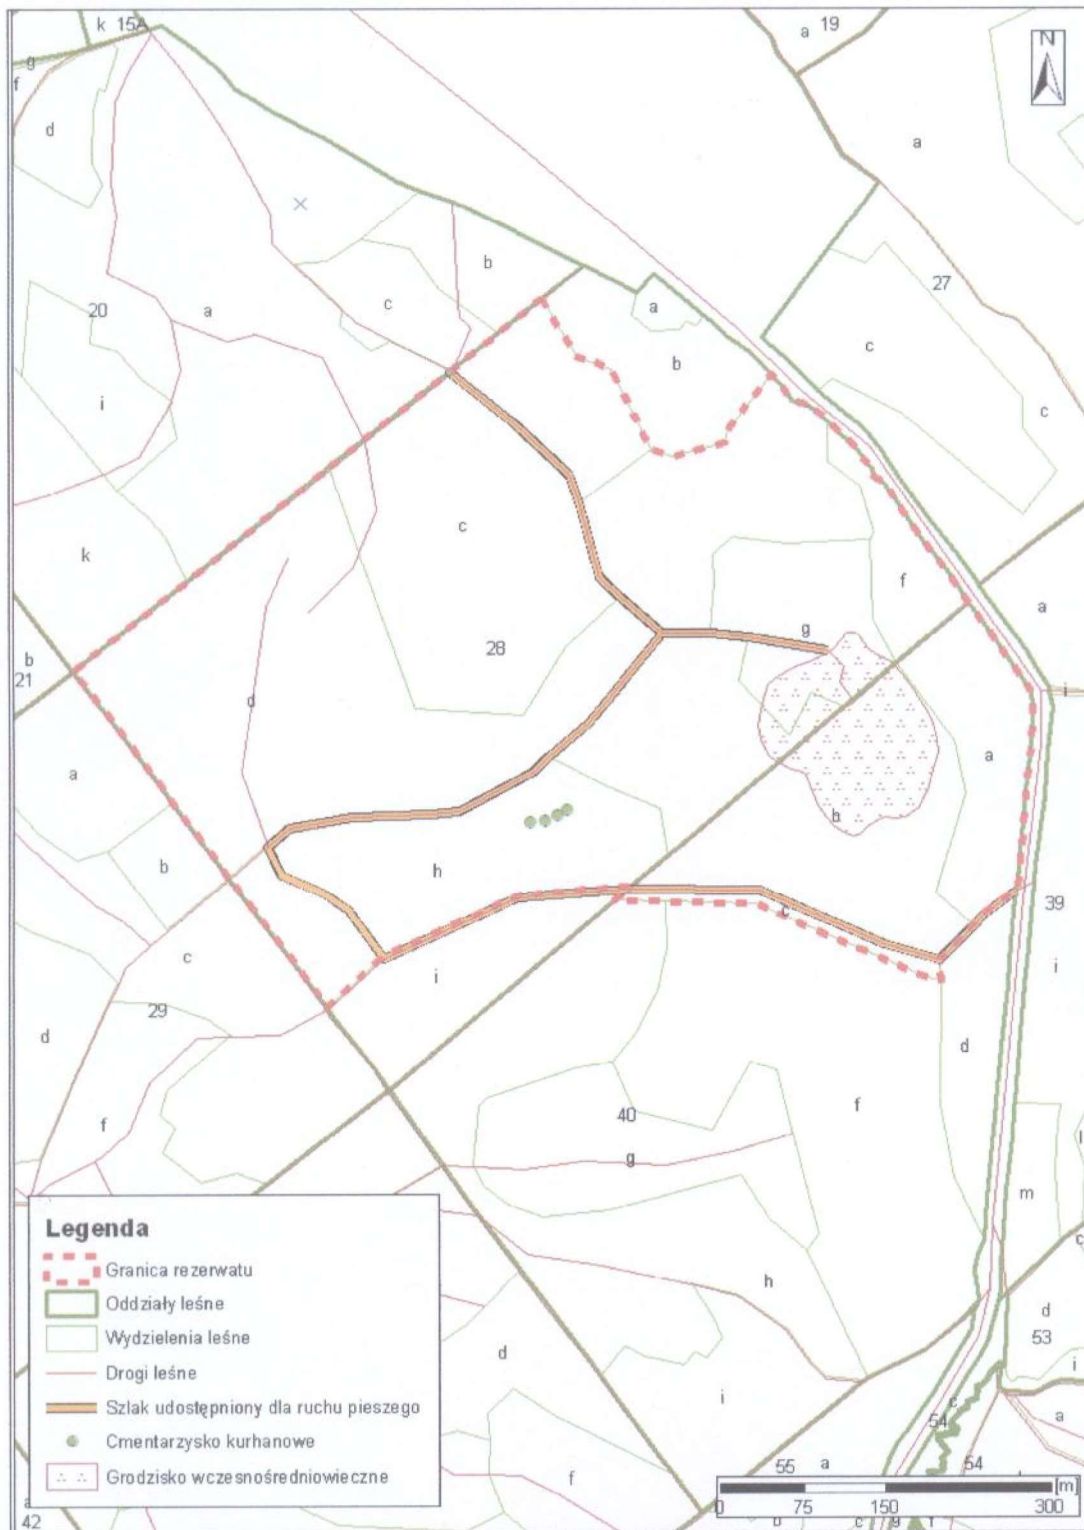 k 15A
a 19
N
g
f
d
a
b
c
a
20
a
27
b
c
i
c
c
k
f
a
g
28
b
21
d
i
a
a
b
b
h
c
39
c
i
i
29
d
d
f
40
f
g
l
m
c
h
d
53
d
i
i
c
54
a
f
55 a
54
[m]
0 75 150 300
42
Legenda
Granica rezerwatu
Oddziały leśne
Wydzielenia leśne
Drogi leśne
Szlak udostępniony dla ruchu pieszego
Cmentarzysko kurhanowe
Grodzisko wczesnośredniowieczne